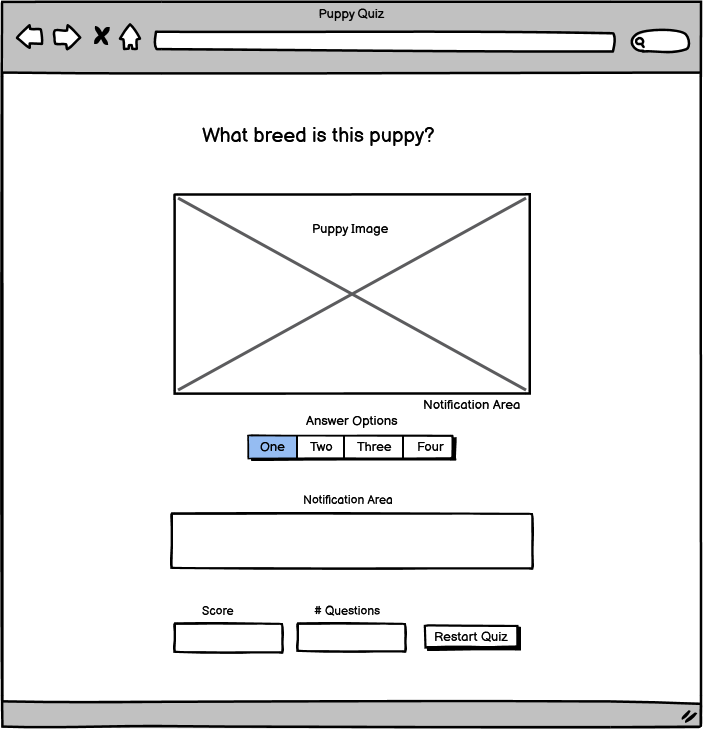 Puppy Quiz
What breed is this puppy?
Puppy Image
Notification Area
Answer Options
One Two Three Four
Notification Area
Score # Questions
Restart Quiz